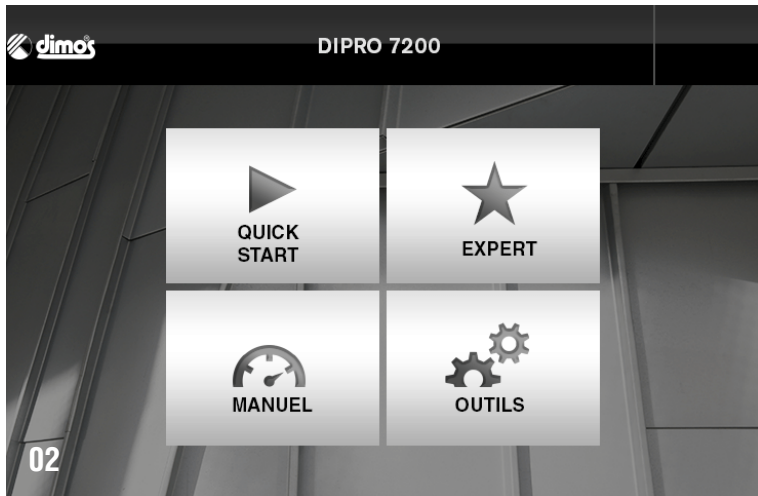 dimos
DIPRO 7200
QUICK
START
EXPERT
MANUEL
OUTILS
02